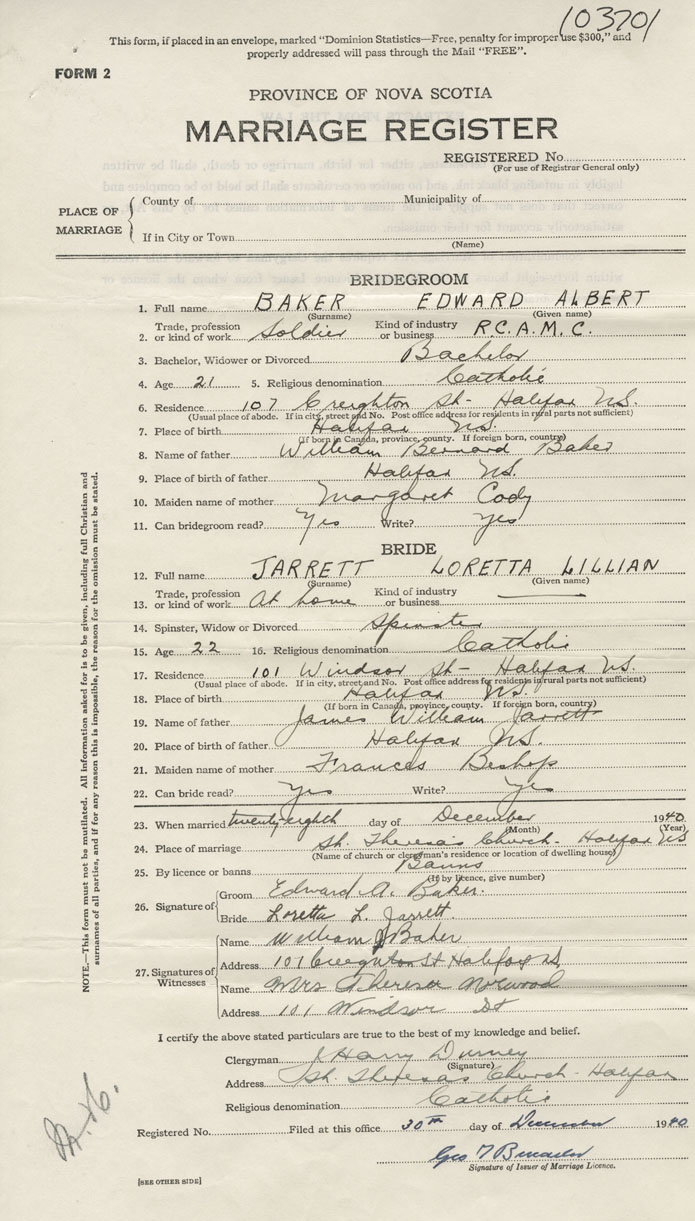 10370
This form, if placed in an envelope, marked "Dominion Statistics—Free, penalty for improper use $300," and
properly addressed will pass through the Mail "FREE".
FORM 2
PROVINCE OF NOVA SCOTIA
MARRIAGE REGISTER
REGISTERED No.
(For use of Registrar General only)
PLACE OF MARRIAGE
County of Municipality of
If in City or Town
(Name)
BRIDEGROOM
1. Full name BAKER EDWARD ALBERT
(Surname) (Given name)
2. Trade, profession or kind of work Soldier Kind of industry or business R.C.A.M.C.
3. Bachelor, Widower or Divorced Bachelor
4. Age 21 5. Religious denomination Catholic
6. Residence 107 Creighton St- Halifax NS.
(Usual place of abode. If in city, street and No. Post office address for residents in rural parts not sufficient)
7. Place of birth Halifax NS.
(If born in Canada, province, county. If foreign born, country)
8. Name of father William Bernard Baker
9. Place of birth of father Halifax NS.
10. Maiden name of mother Margaret Cody
11. Can bridegroom read? Yes Write? Yes
BRIDE
12. Full name JARRETT LORETTA LILLIAN
(Surname) (Given name)
13. Trade, profession or kind of work At home Kind of industry or business
14. Spinster, Widow or Divorced Spinster
15. Age 22 16. Religious denomination Catholic
17. Residence 101 Windsor St- Halifax NS.
(Usual place of abode. If in city, street and No. Post office address for residents in rural parts not sufficient)
18. Place of birth Halifax NS.
(If born in Canada, province, county. If foreign born, country)
19. Name of father James William Jarrett
20. Place of birth of father Halifax NS.
21. Maiden name of mother Frances Bishop
22. Can bride read? Yes Write? Yes
23. When married twenty-eighth day of December 1940
(Month) (Year)
24. Place of marriage St. Theresa's Church- Halifax NS
(Name of church or clergyman's residence or location of dwelling house)
25. By licence or banns Banns
(If by licence, give number)
26. Signature of
Groom Edward A. Baker.
Bride Loretta L. Jarrett.
27. Signatures of Witnesses
Name William J Baker
Address 101 Creighton St Halifax NS
Name Mrs Theresa Norwood
Address 101 Windsor St
I certify the above stated particulars are true to the best of my knowledge and belief.
Clergyman J Harry Durney
(Signature)
Address St. Theresa's Church- Halifax
Religious denomination Catholic
Registered No. Filed at this office 30th day of December 1940
Geo
Signature of Issuer of Marriage Licence.
[SEE OTHER SIDE]
NOTE.—This form must not be mutilated. All information asked for is to be given, including full Christian and
surnames of all parties, and if for any reason this is impossible, the reason for the omission must be stated.